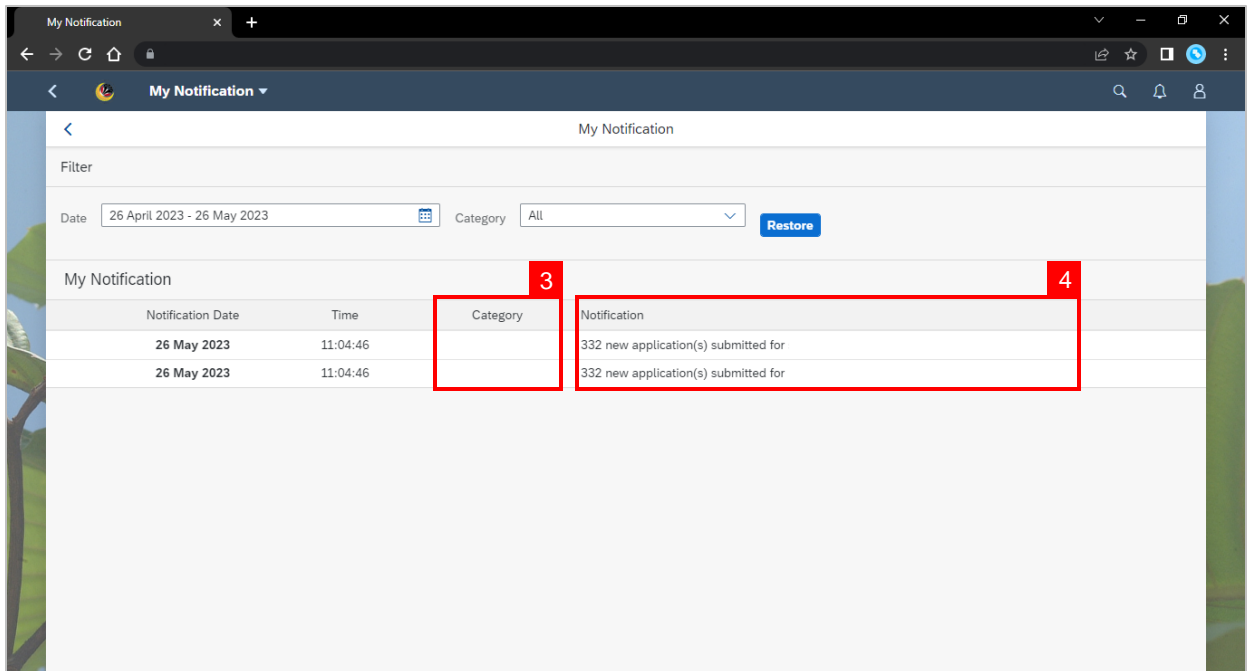 My Notification
My Notification
My Notification
Filter
Date 26 April 2023 - 26 May 2023 Category All Restore
My Notification 3 4
Notification Date Time Category Notification
26 May 2023 11:04:46 332 new application(s) submitted for
26 May 2023 11:04:46 332 new application(s) submitted for